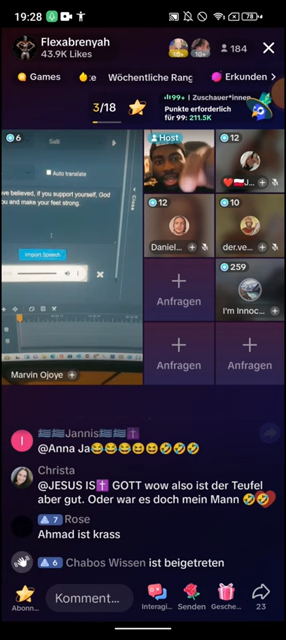 19:28
78
Flexabrenyah
43.9K Likes
10+
10+
184
Games
Wöchentliche Rang
Erkunden
3/18
99+ | Zuschauer*innen
Punkte erforderlich
für 99: 211.5K
6
Host
12
Auto translate
ve believed, if you support yourself, God
ou and make your feet strong.
Import Speech
Marvin Ojoye
12
Daniel...
10
der.ve...
Anfragen
259
I'm Innoc...
Anfragen
Anfragen
I
Jannis
@Anna Ja
Christa
@JESUS IS GOTT wow also ist der Teufel
aber gut. Oder war es doch mein Mann
7 Rose
Ahmad ist krass
6 Chabos Wissen ist beigetreten
Abonn...
Komment...
Interagi...
Senden
Gesche...
23